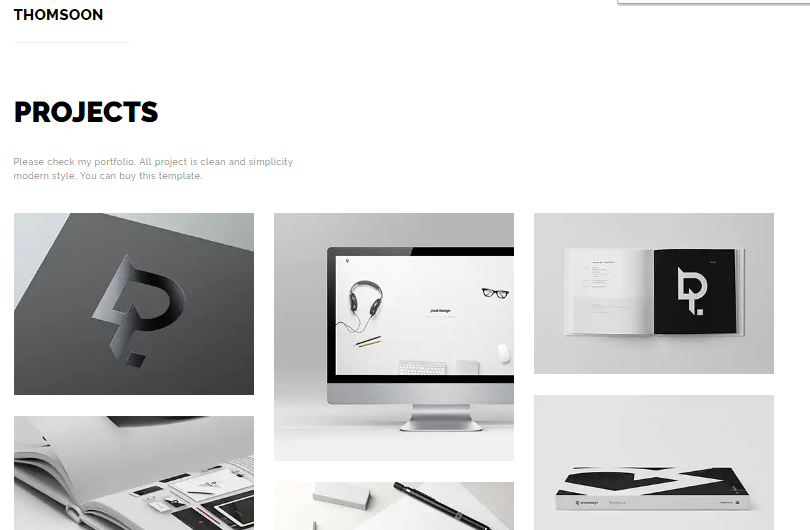 THOMSOON
PROJECTS
Please check my portfolio. All project is clean and simplicity
modern style. You can buy this template.
pixeldesign